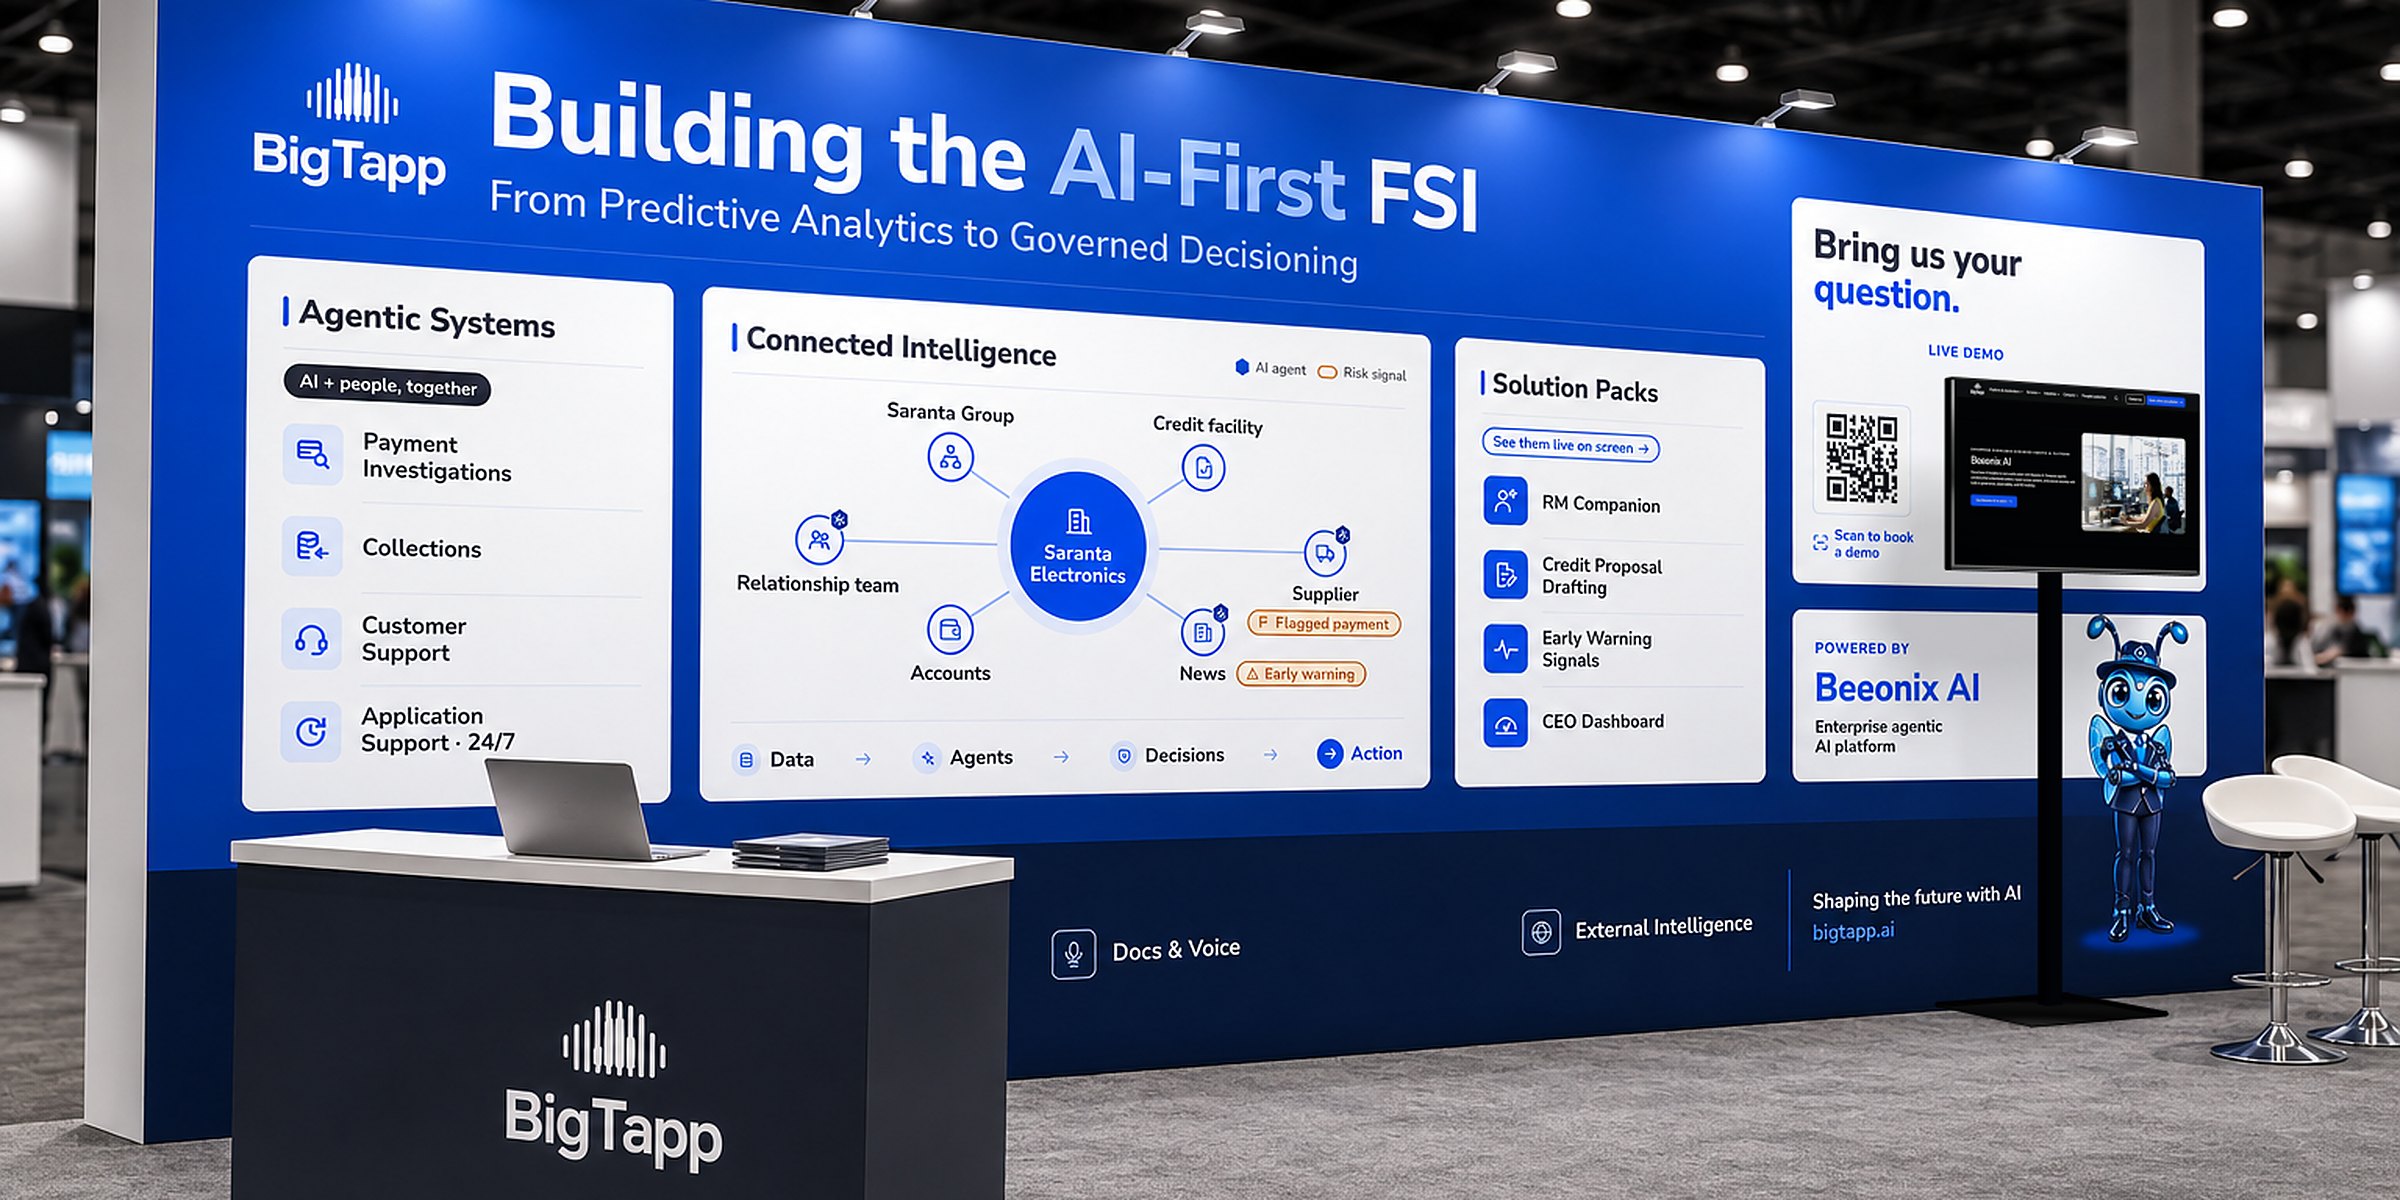 BigTapp
Building the AI-First FSI
From Predictive Analytics to Governed Decisioning
Agentic Systems
AI + people, together
Payment
Investigations
Collections
Customer
Support
Application
Support · 24/7
Connected Intelligence
AI agent
Risk signal
Saranta Group
Credit facility
Relationship team
Saranta
Electronics
Supplier
Flagged payment
Accounts
News
Early warning
Data → Agents → Decisions → Action
Solution Packs
See them live on screen →
RM Companion
Credit Proposal
Drafting
Early Warning
Signals
CEO Dashboard
Bring us your
question.
LIVE DEMO
Scan to book
a demo
Beeonix AI
POWERED BY
Beeonix AI
Enterprise agentic
AI platform
Docs & Voice
External Intelligence
Shaping the future with AI
bigtapp.ai
BigTapp